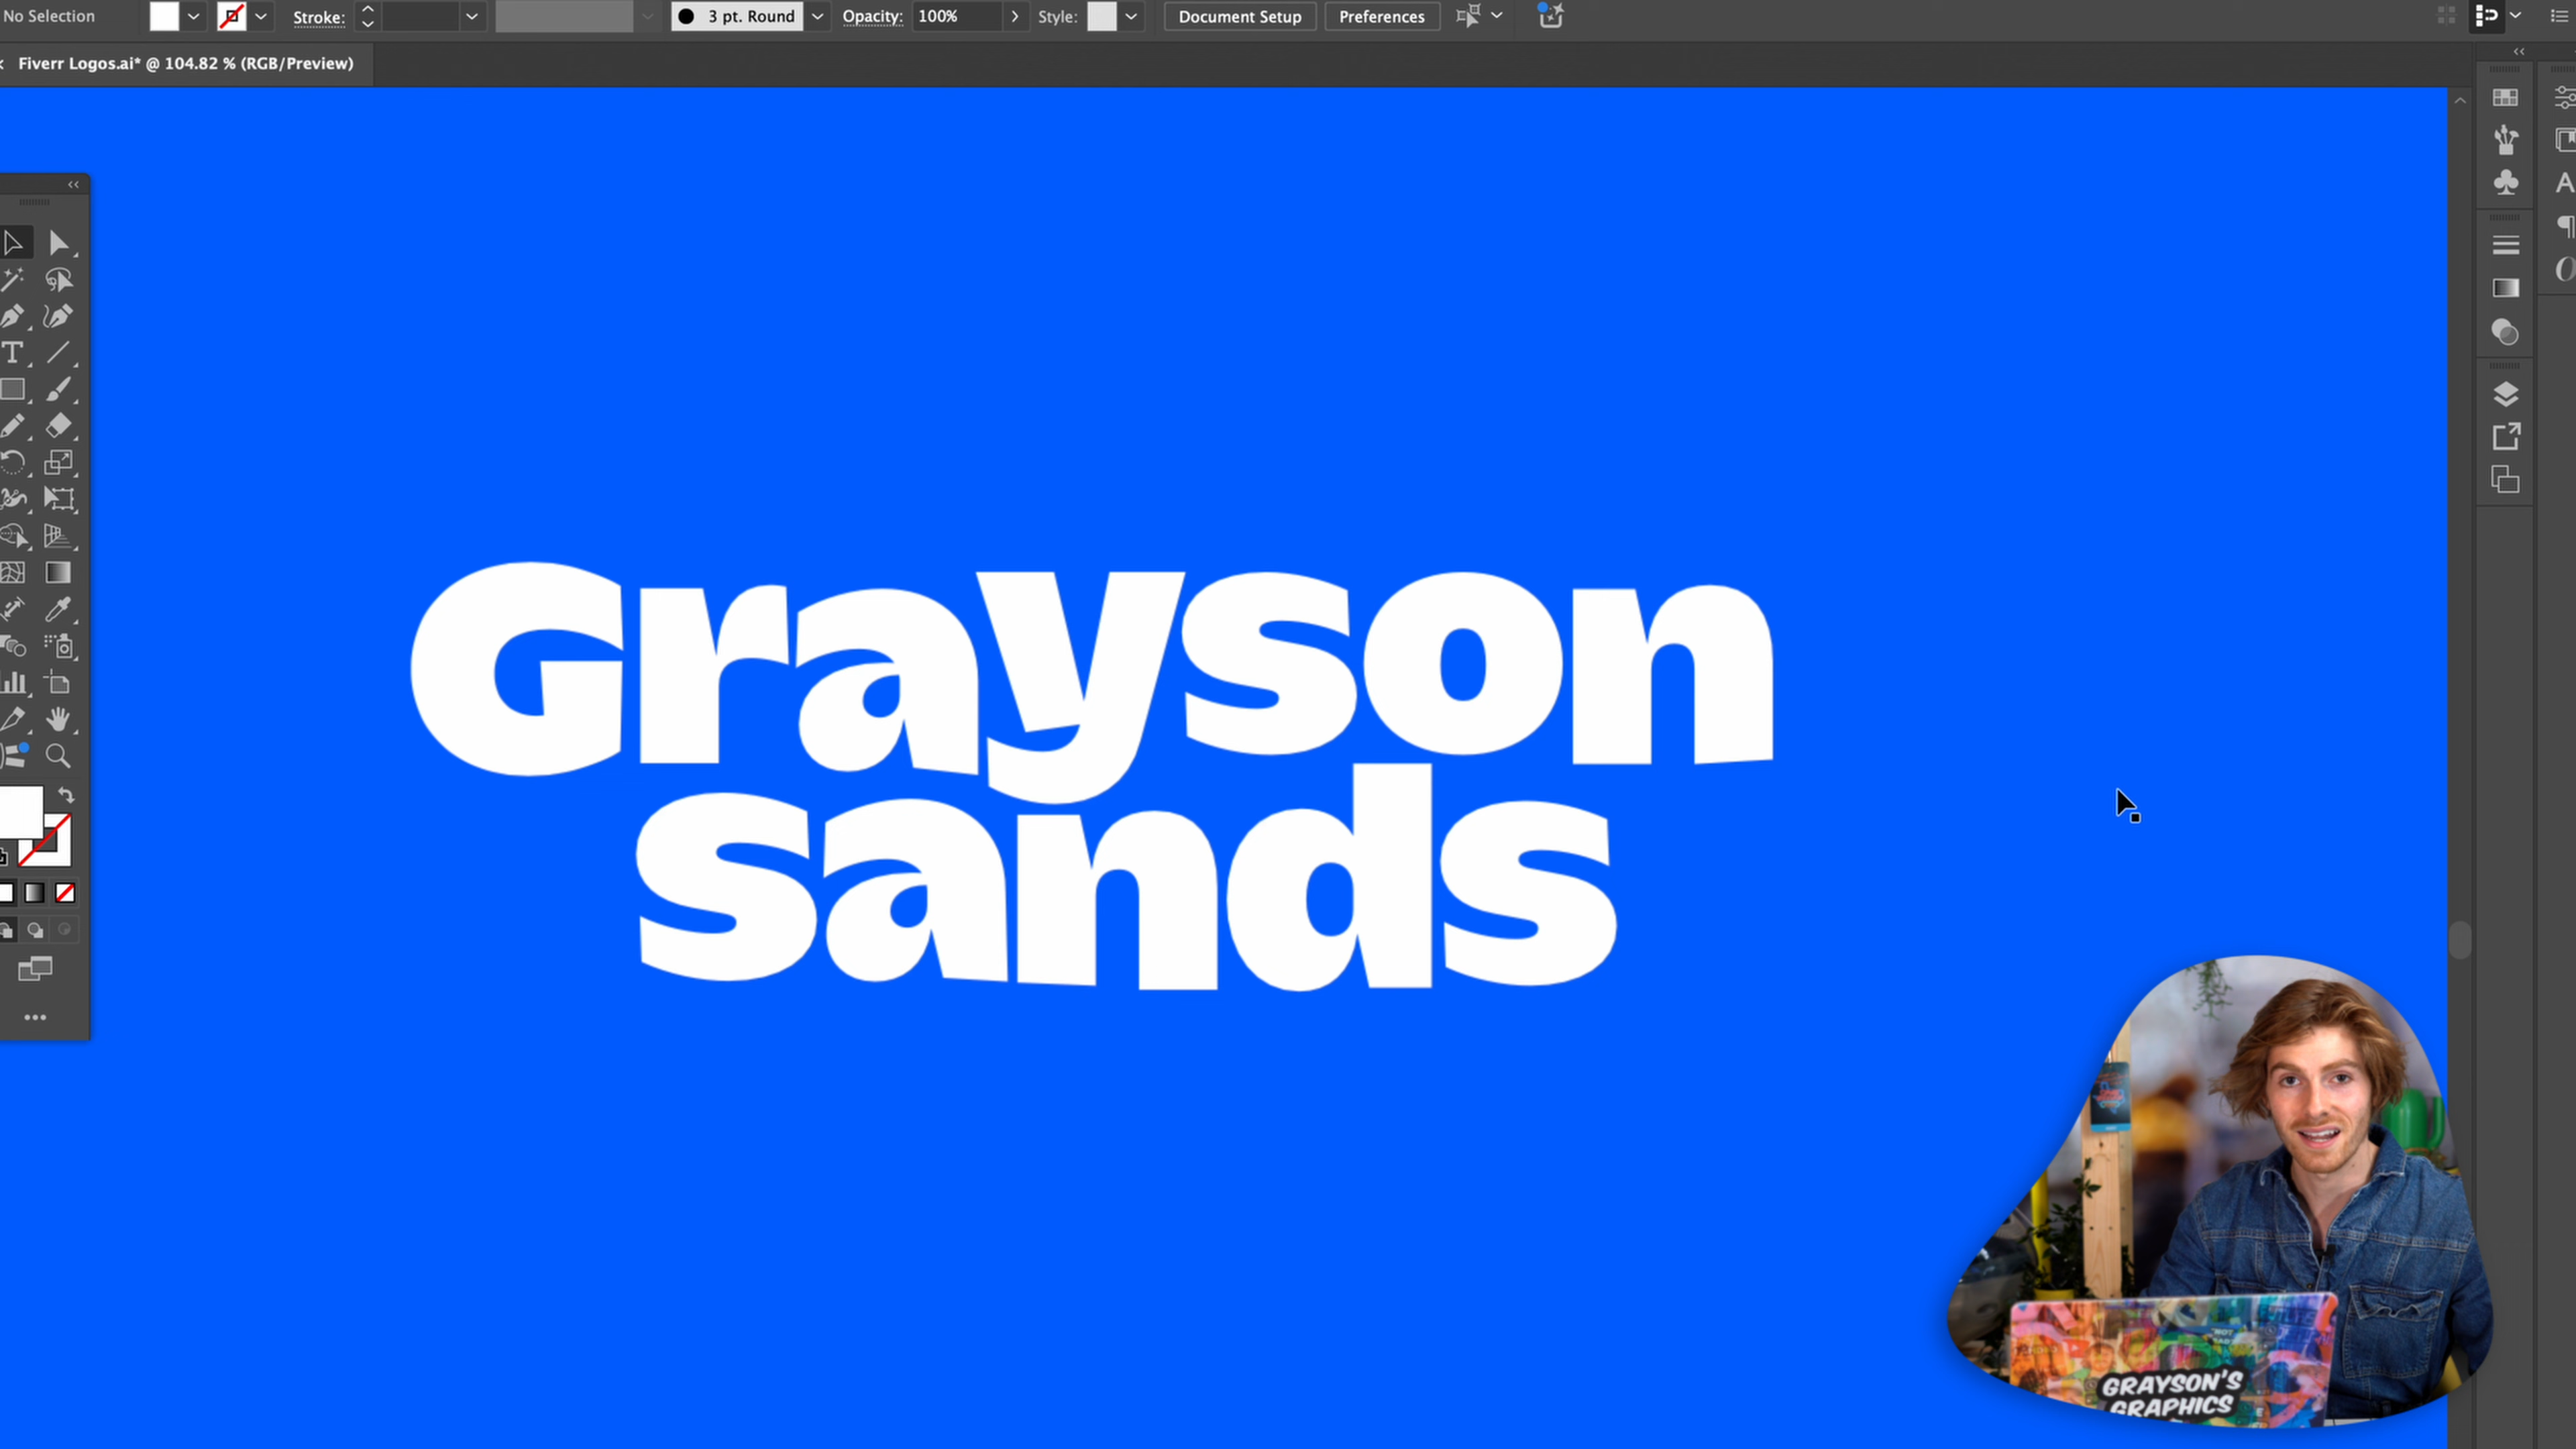 No Selection
Stroke:
3 pt. Round
Opacity:
100%
Style:
Document Setup
Preferences
Fiverr Logos.ai* @ 104.82 % (RGB/Preview)
Grayson
sands
GRAYSON'S
GRAPHICS